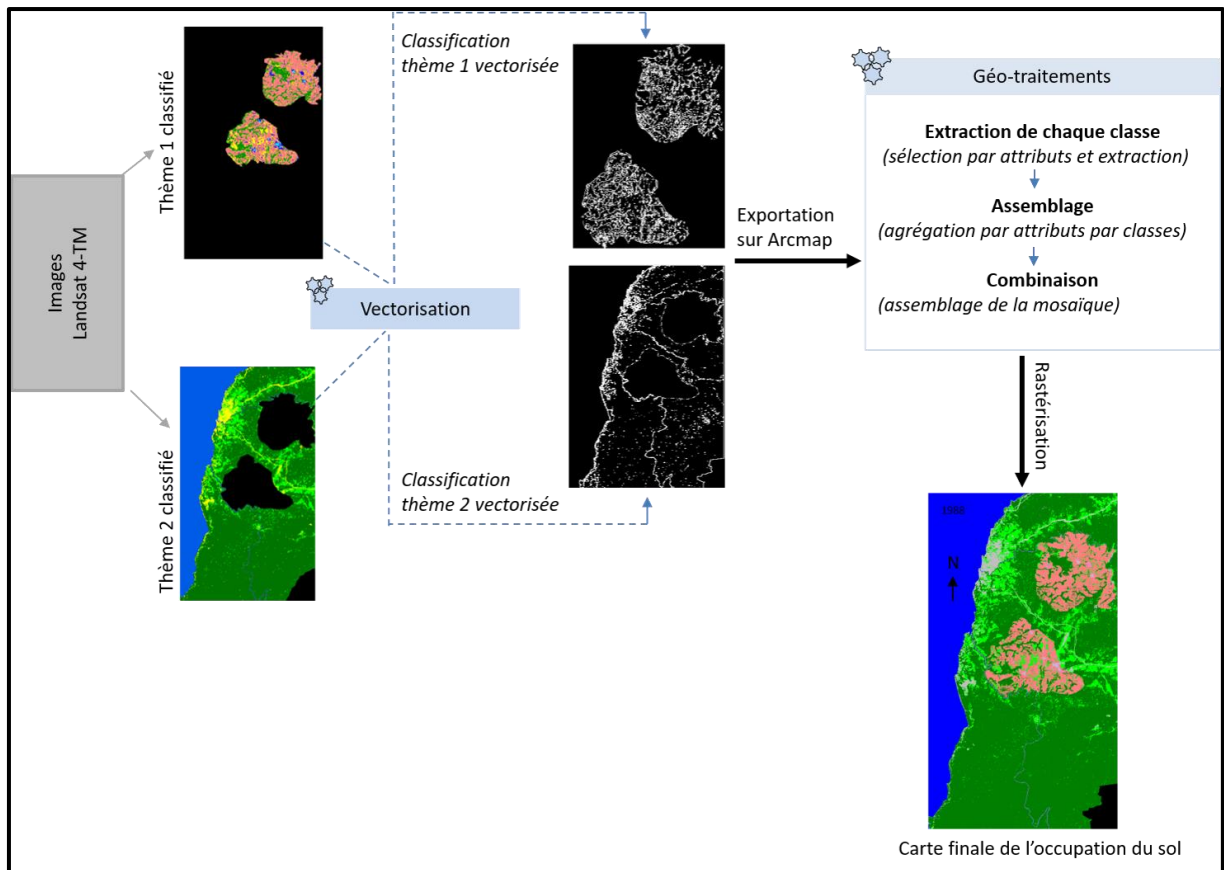 Images
Landsat 4-TM
Thème 1 classifié
Thème 2 classifié
Vectorisation
Classification
thème 1 vectorisée
Classification
thème 2 vectorisée
Exportation
sur Arcmap
Géo-traitements
Extraction de chaque classe
(sélection par attributs et extraction)
Assemblage
(agrégation par attributs par classes)
Combinaison
(assemblage de la mosaïque)
Rastérisation
N
Carte finale de l’occupation du sol